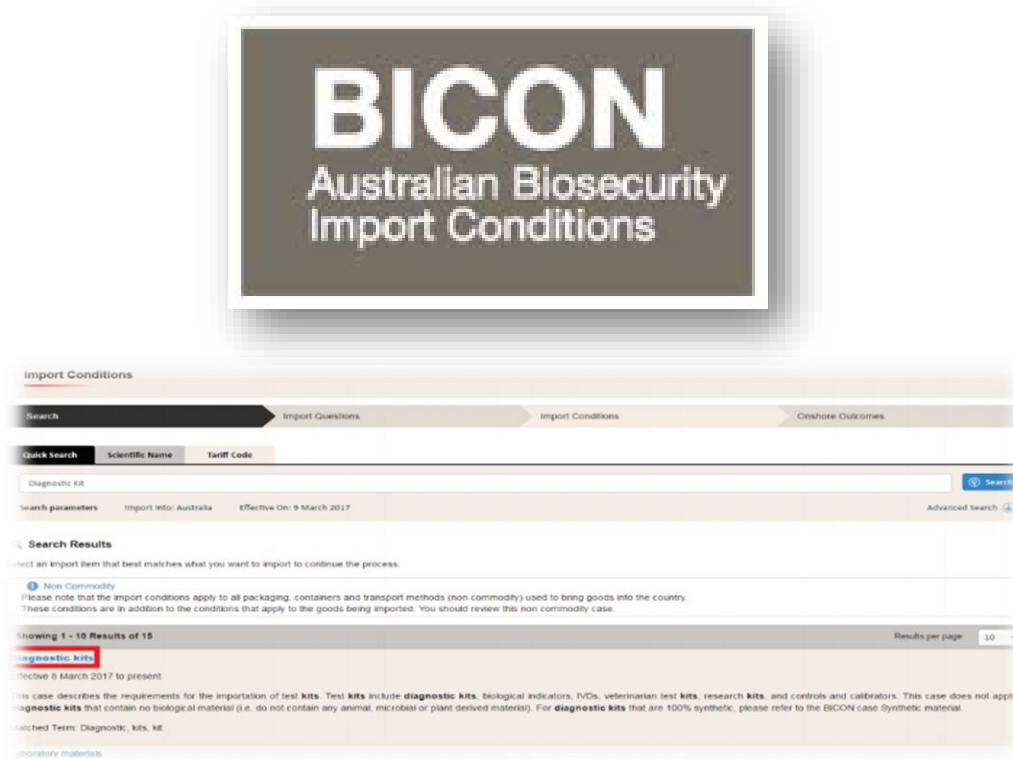 BICON
Australian Biosecurity
Import Conditions
Import Conditions
Search
Import Questions
Import Conditions
Onshore Outcomes
Quick Search
Scientific Name
Tariff Code
Diagnostic Kit
Search
Search parameters
Import Into: Australia
Effective On: 9 March 2017
Advanced Search
Search Results
lect an import item that best matches what you want to import to continue the process.
Non Commodity
Please note that the import conditions apply to all packaging, containers and transport methods (non commodity) used to bring goods into the country.
These conditions are in addition to the conditions that apply to the goods being imported. You should review this non commodity case.
Showing 1 - 10 Results of 15
Results per page
10
Diagnostic kits
Effective 8 March 2017 to present
This case describes the requirements for the importation of test kits. Test kits include diagnostic kits, biological indicators, IVDs, veterinarian test kits, research kits, and controls and calibrators. This case does not apply
diagnostic kits that contain no biological material (i.e. do not contain any animal, microbial or plant derived material). For diagnostic kits that are 100% synthetic, please refer to the BICON case Synthetic material.
Matched Term: Diagnostic, kits, kit
Laboratory materials